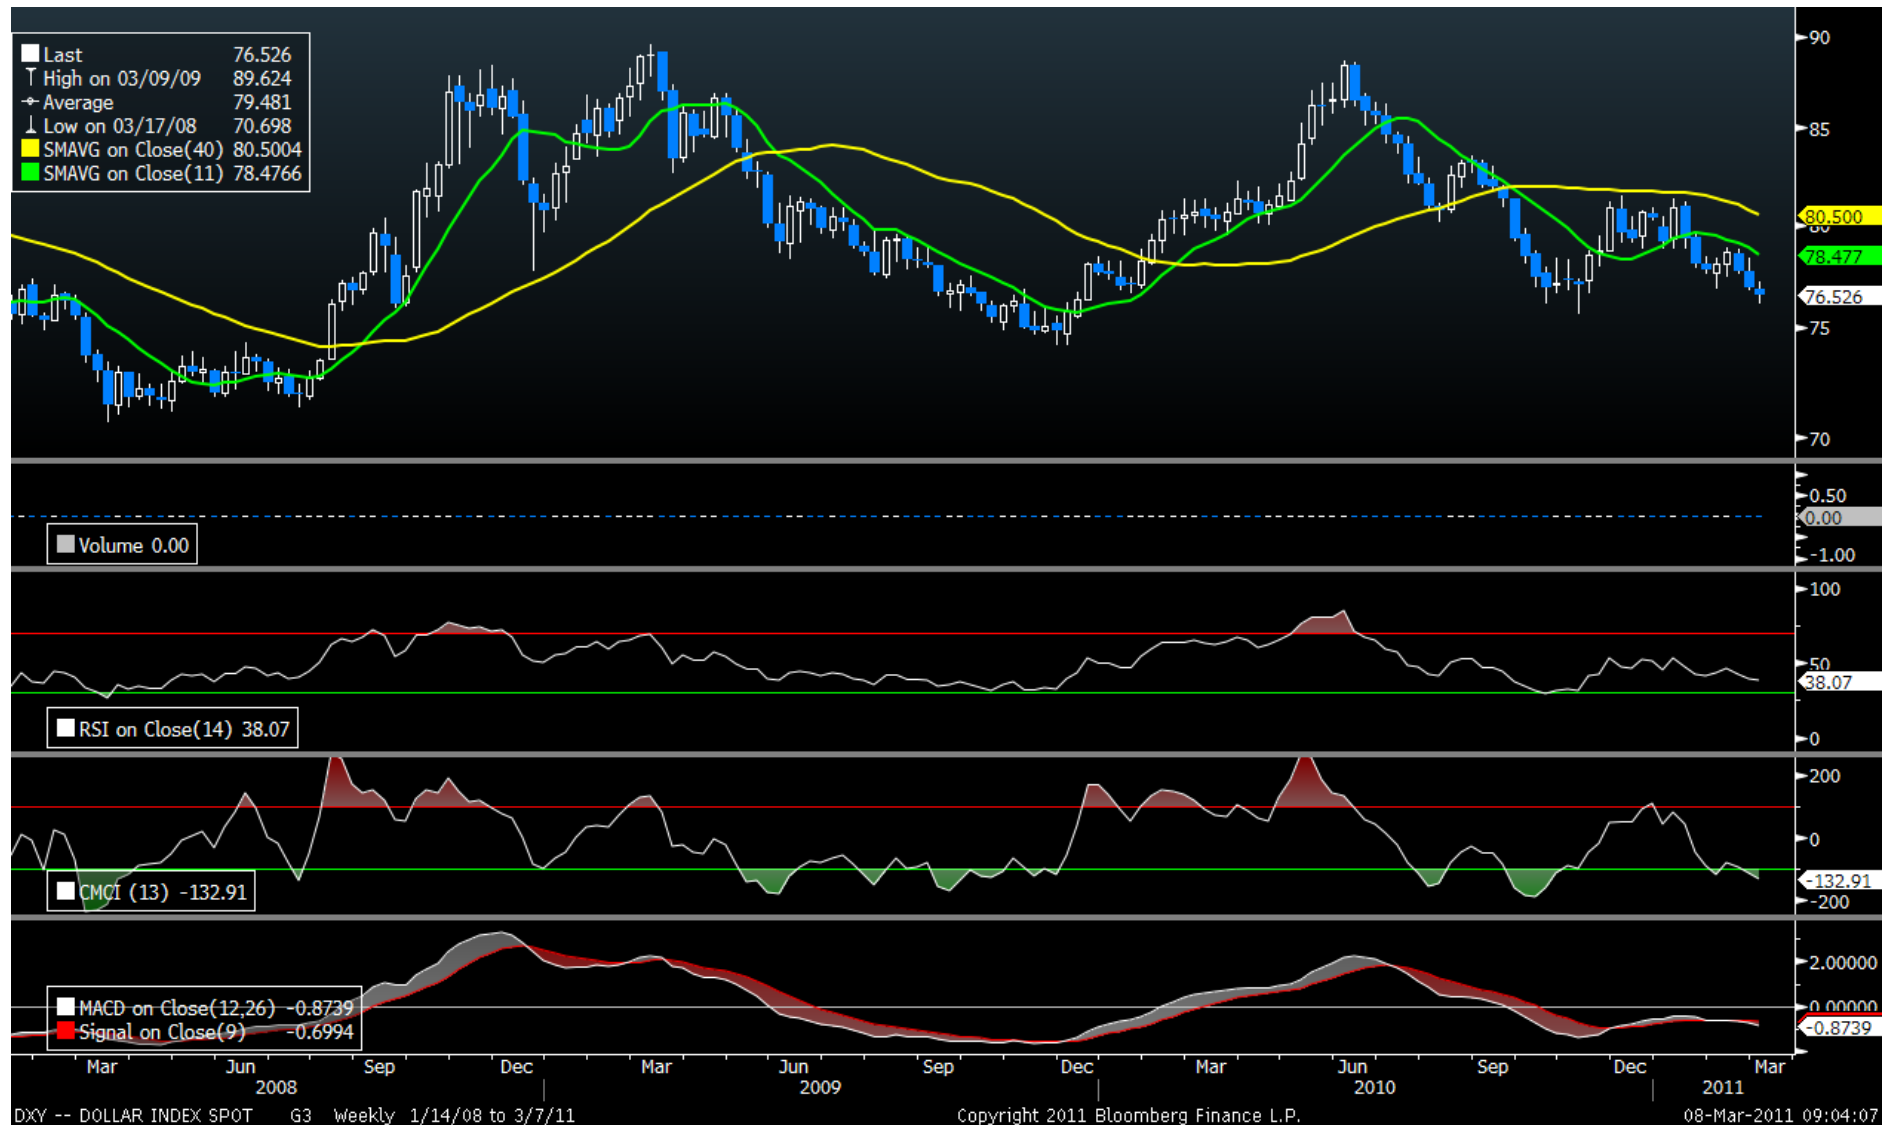 Last 76.526
High on 03/09/09 89.624
Average 79.481
Low on 03/17/08 70.698
SMAVG on Close(40) 80.5004
SMAVG on Close(11) 78.4766
90
85
80.500
80
78.477
76.526
75
70
0.50
0.00
-1.00
Volume 0.00
100
50
38.07
0
RSI on Close(14) 38.07
200
0
-132.91
-200
CMCI (13) -132.91
2.00000
0.00000
-0.8739
MACD on Close(12,26) -0.8739
Signal on Close(9) -0.6994
Mar Jun Sep Dec Mar Jun Sep Dec Mar Jun Sep Dec Mar
2008 2009 2010 2011
DXY -- DOLLAR INDEX SPOT G3 Weekly 1/14/08 to 3/7/11 Copyright 2011 Bloomberg Finance L.P. 08-Mar-2011 09:04:07